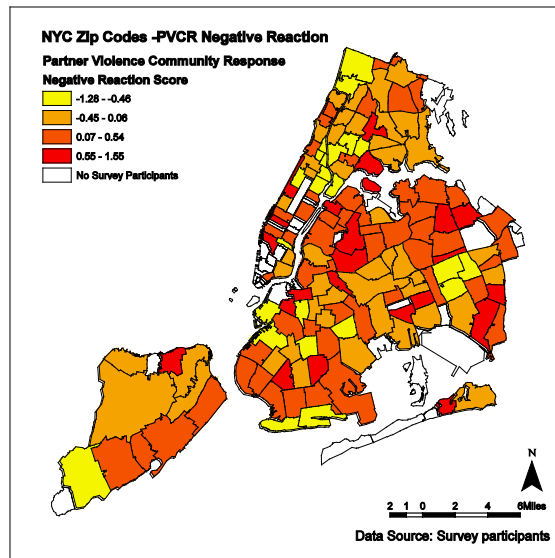 NYC Zip Codes -PVCR Negative Reaction
Partner Violence Community Response
Negative Reaction Score
-1.28 - -0.46
-0.45 - 0.06
0.07 - 0.54
0.55 - 1.55
No Survey Participants
N
2 1 0 2 4 6Miles
Data Source: Survey participants